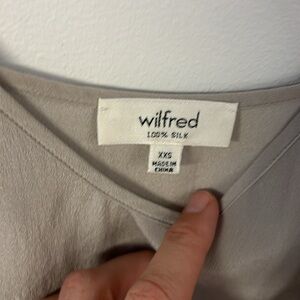 wilfred
100% SILK
XXS
MADE IN
CHINA